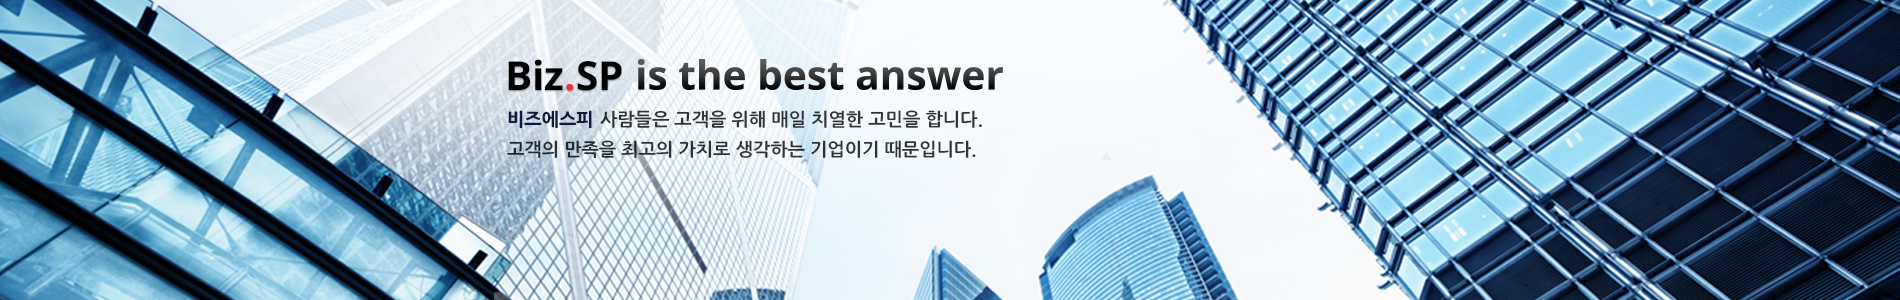 Biz.SP is the best answer
비즈에스피 사람들은 고객을 위해 매일 치열한 고민을 합니다.
고객의 만족을 최고의 가치로 생각하는 기업이기 때문입니다.